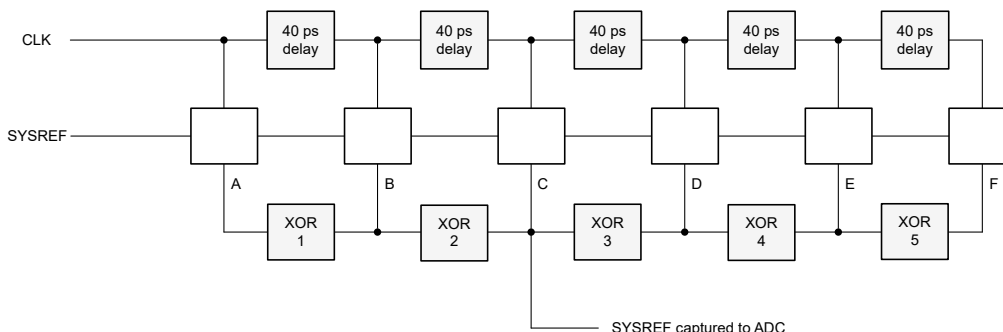 CLK
40 ps
delay
40 ps
delay
40 ps
delay
40 ps
delay
40 ps
delay
SYSREF
A
B
C
D
E
F
XOR
1
XOR
2
XOR
3
XOR
4
XOR
5
SYSREF captured to ADC